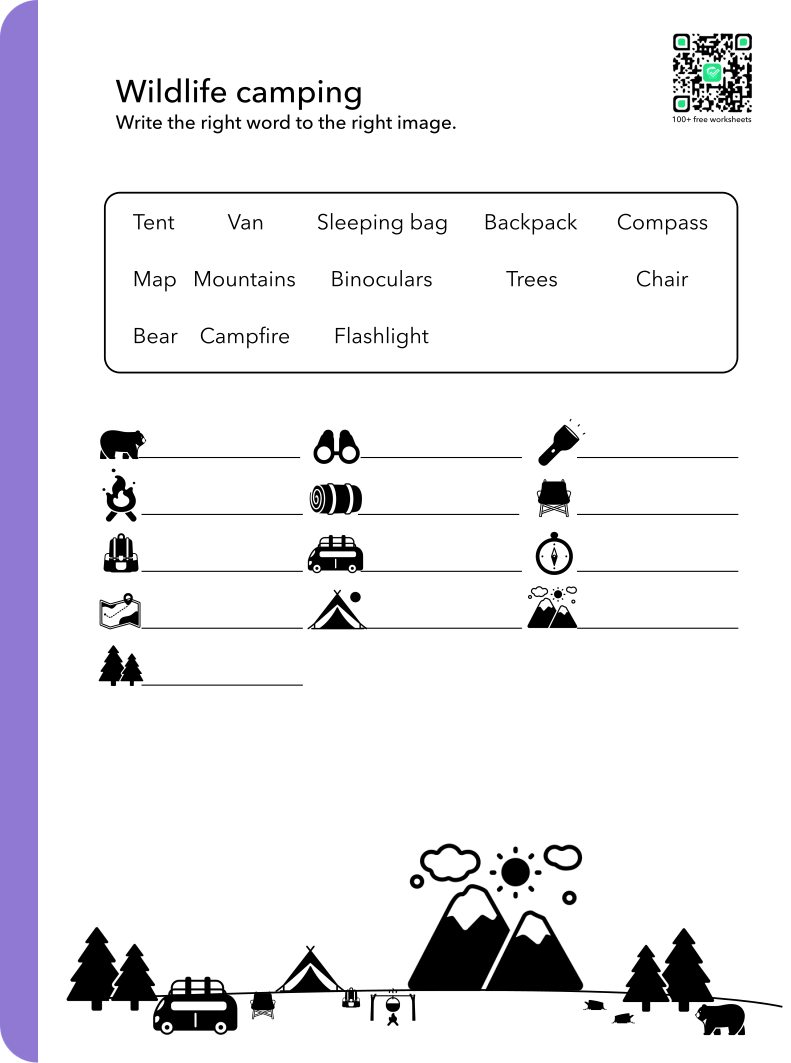 100+ free worksheets
Wildlife camping
Write the right word to the right image.
Tent Van Sleeping bag Backpack Compass
Map Mountains Binoculars Trees Chair
Bear Campfire Flashlight